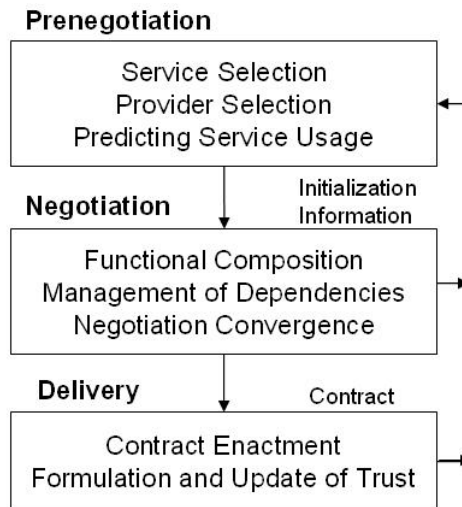 Prenegotiation
Service Selection
Provider Selection
Predicting Service Usage
Initialization
Information
Negotiation
Functional Composition
Management of Dependencies
Negotiation Convergence
Delivery
Contract
Contract Enactment
Formulation and Update of Trust